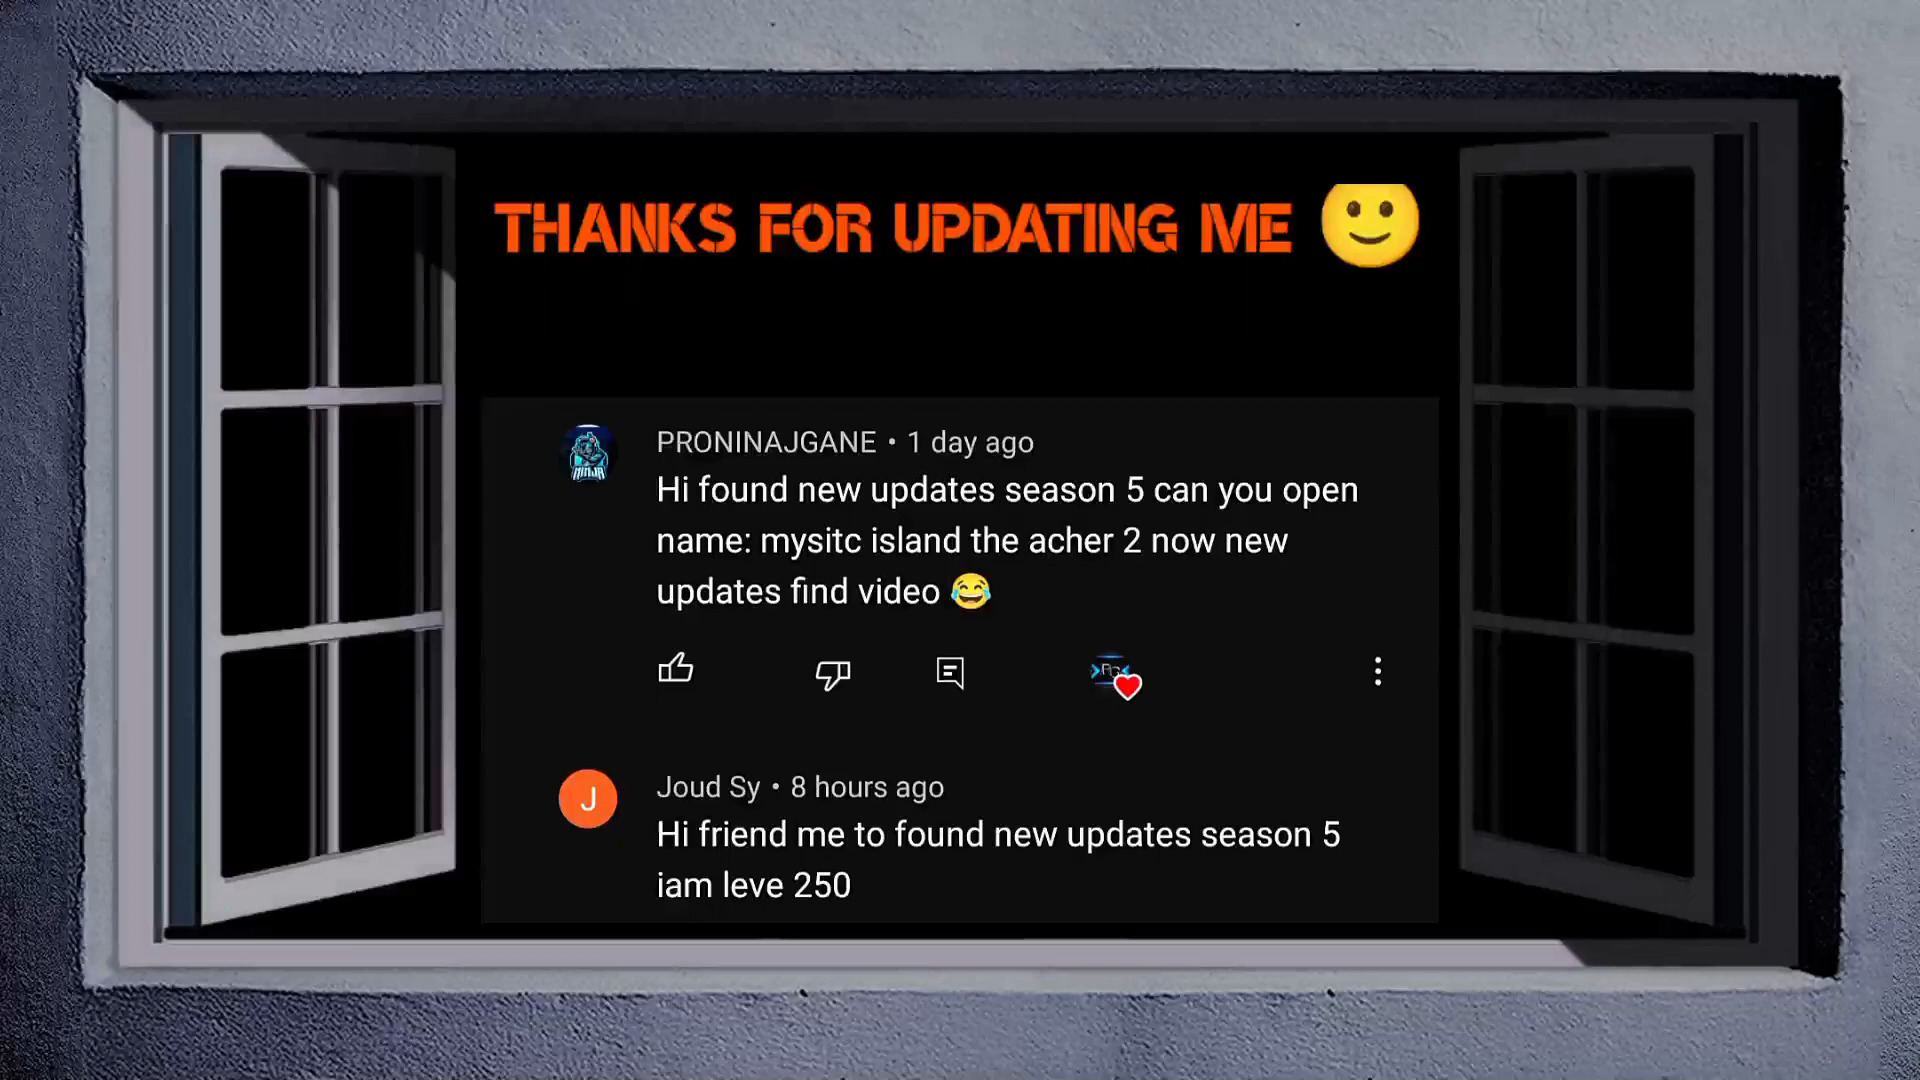 THANKS FOR UPDATING ME 🙂
NINJA
PRONINAJGANE • 1 day ago
Hi found new updates season 5 can you open
name: mysitc island the acher 2 now new
updates find video 😂
J
Joud Sy • 8 hours ago
Hi friend me to found new updates season 5
iam leve 250